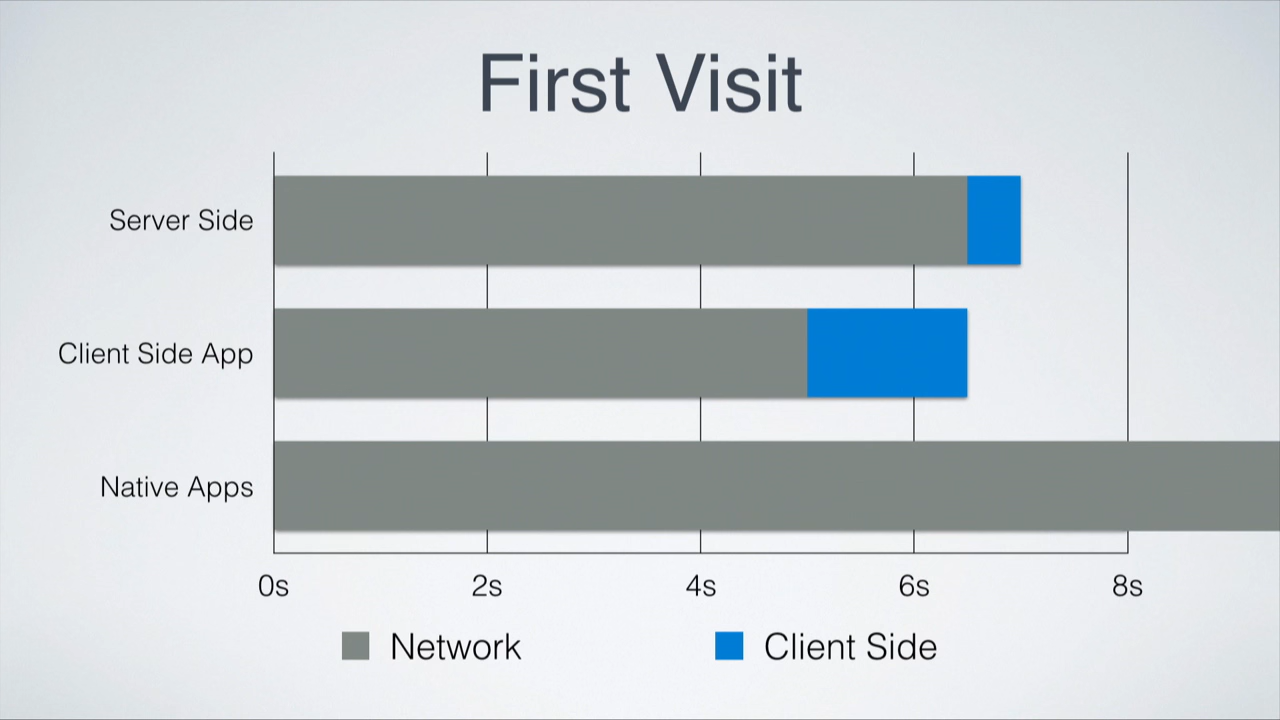 First Visit
Server Side
Client Side App
Native Apps
0s 2s 4s 6s 8s
Network Client Side